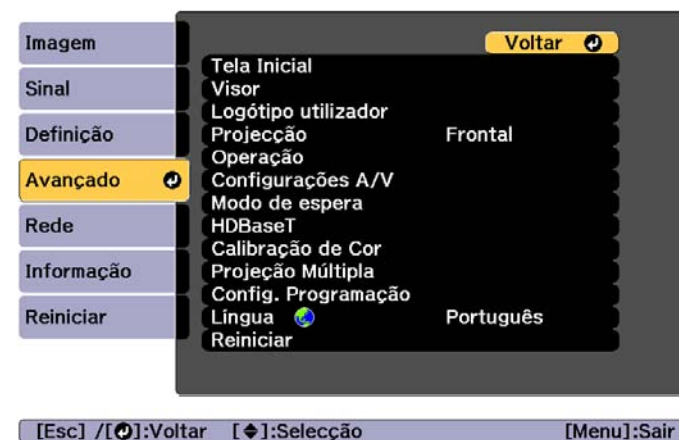 Imagem
Sinal
Definição
Avançado
Rede
Informação
Reiniciar
Voltar
Tela Inicial
Visor
Logótipo utilizador
Projecção Frontal
Operação
Configurações A/V
Modo de espera
HDBaseT
Calibração de Cor
Projeção Múltipla
Config. Programação
Língua Português
Reiniciar
[Esc] /[⏎]:Voltar [◆]:Selecção [Menu]:Sair